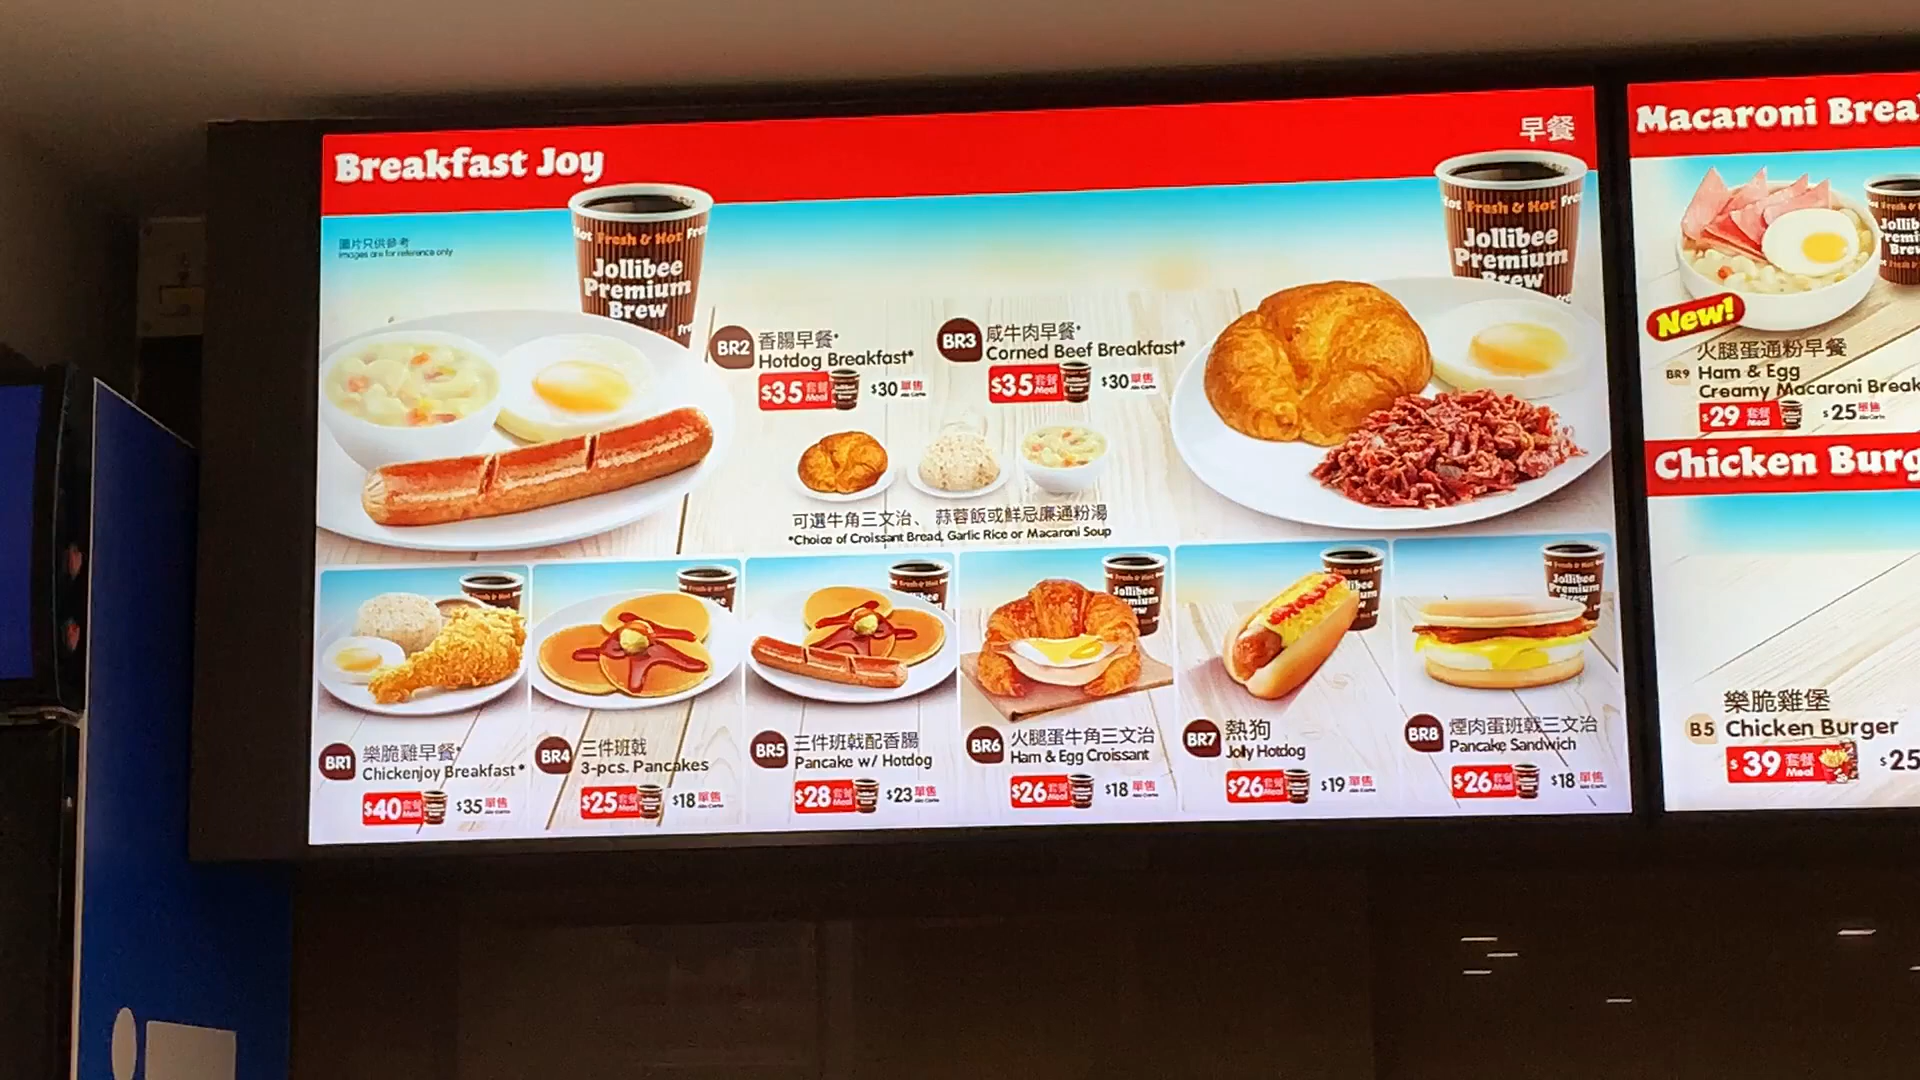 Breakfast Joy
早餐
圖片只供參考
Images are for reference only
Fresh & Hot
Jollibee
Premium
Brew
Fresh & Hot
Jollibee
Premium
Brew
BR2 香腸早餐*
Hotdog Breakfast*
$35 套餐 Meal $30 單售
BR3 咸牛肉早餐*
Corned Beef Breakfast*
$35 套餐 Meal $30 單售
可選牛角三文治、蒜蓉飯或鮮忌廉通粉湯
*Choice of Croissant Bread, Garlic Rice or Macaroni Soup
BR1 樂脆雞早餐*
Chickenjoy Breakfast*
$40 套餐 Meal $35 單售
BR4 三件班戟
3-pcs. Pancakes
$25 套餐 Meal $18 單售
BR5 三件班戟配香腸
Pancake w/ Hotdog
$28 套餐 Meal $23 單售
BR6 火腿蛋牛角三文治
Ham & Egg Croissant
$26 套餐 Meal $18 單售
BR7 熱狗
Jolly Hotdog
$26 套餐 Meal $19 單售
BR8 煙肉蛋班戟三文治
Pancake Sandwich
$26 套餐 Meal $18 單售
Macaroni Brea
New!
火腿蛋通粉早餐
BR9 Ham & Egg
Creamy Macaroni Break
$29 套餐 Meal $25 單售
Chicken Burg
樂脆雞堡
B5 Chicken Burger
$39 套餐 Meal $25